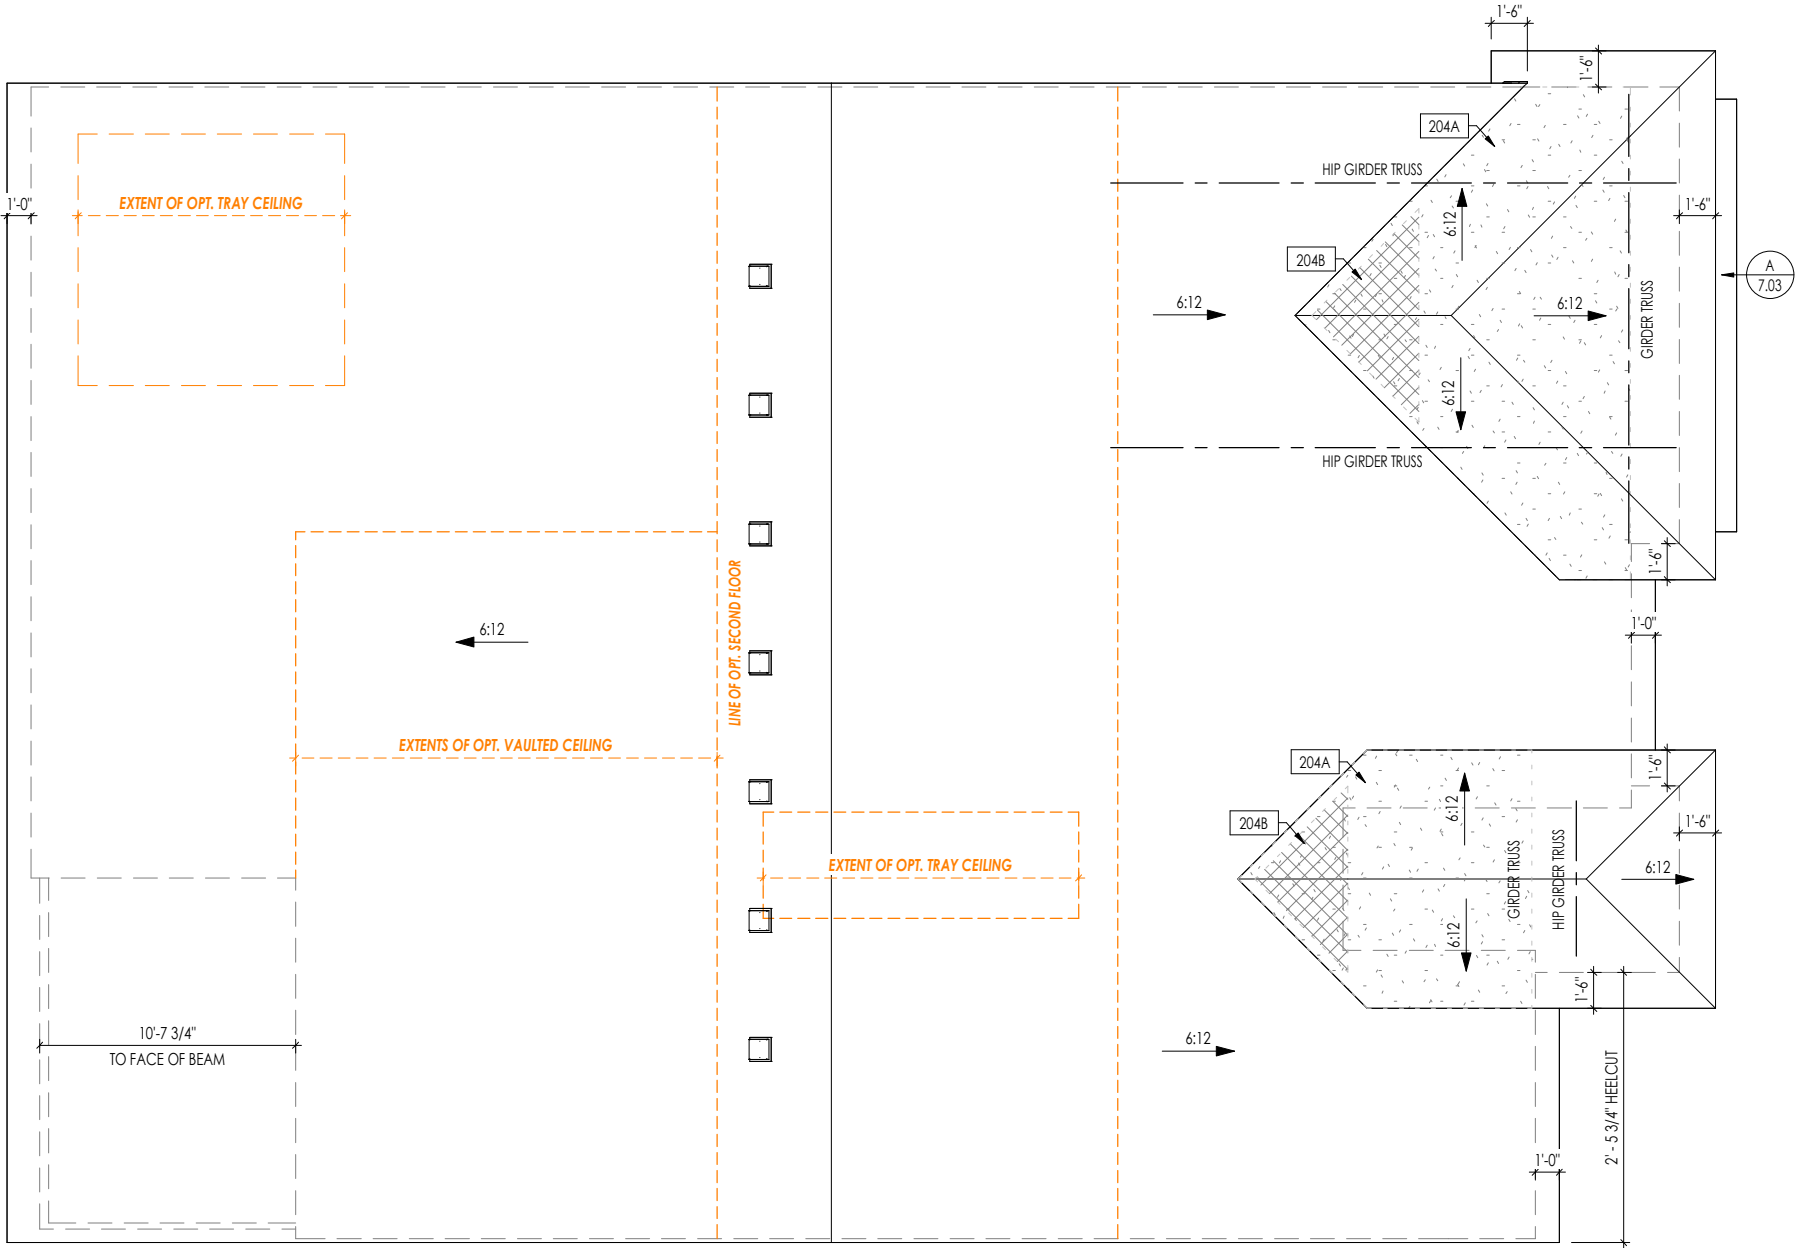 1'-6"
1'-6"
204A
HIP GIRDER TRUSS
EXTENT OF OPT. TRAY CEILING
1'-0"
1'-6"
6:12
204B
A
7.03
6:12
6:12
GIRDER TRUSS
6:12
HIP GIRDER TRUSS
1'-6"
LINE OF OPT. SECOND FLOOR
1'-0"
6:12
EXTENTS OF OPT. VAULTED CEILING
204A
1'-6"
6:12
204B
1'-6"
EXTENT OF OPT. TRAY CEILING
GIRDER TRUSS
HIP GIRDER TRUSS
6:12
6:12
1'-6"
10'-7 3/4"
TO FACE OF BEAM
6:12
2' - 5 3/4" HEELCUT
1'-0"